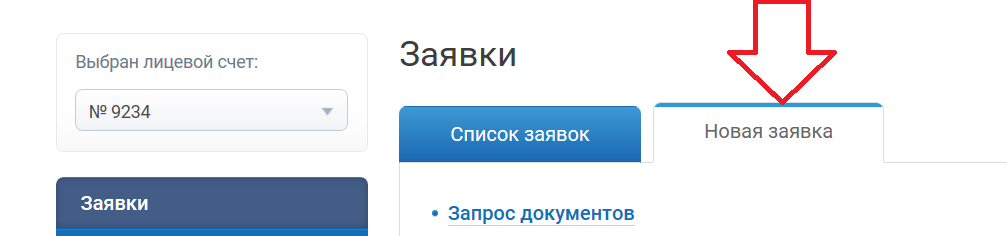 Выбран лицевой счет:
№ 9234
Заявки
Заявки
Список заявок
Новая заявка
Запрос документов